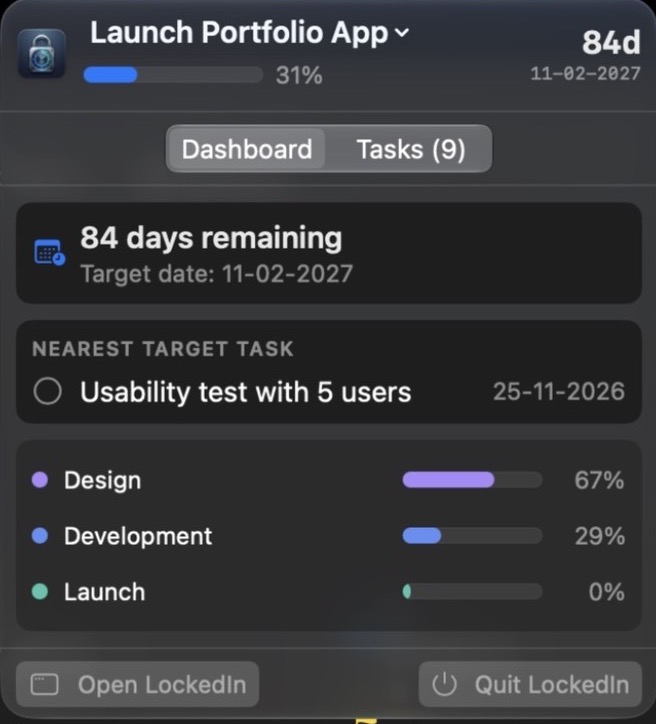 Launch Portfolio App
84d
31%
11-02-2027
Dashboard
Tasks (9)
84 days remaining
Target date: 11-02-2027
NEAREST TARGET TASK
Usability test with 5 users
25-11-2026
Design
67%
Development
29%
Launch
0%
Open LockedIn
Quit LockedIn